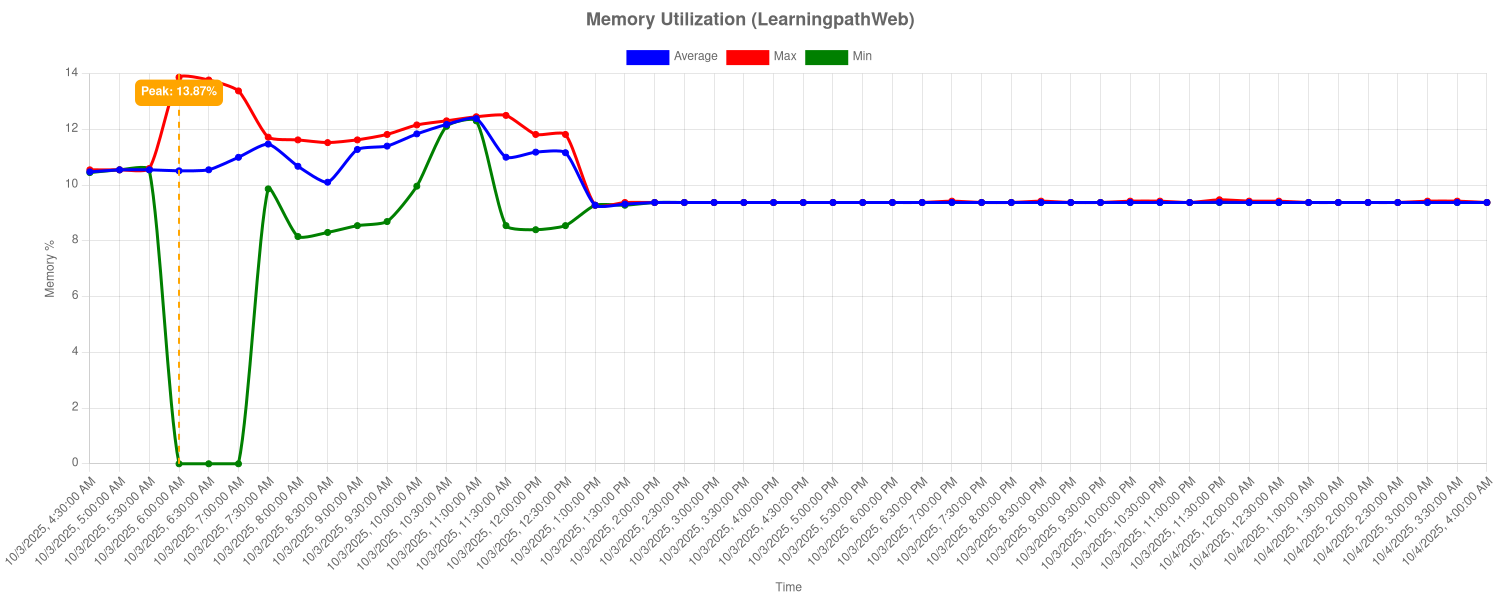 Memory Utilization (LearningpathWeb)
Average Max Min
14
Peak: 13.87%
12
10
8
6
4
2
0
Memory %
10/3/2025, 4:30:00 AM
10/3/2025, 5:00:00 AM
10/3/2025, 5:30:00 AM
10/3/2025, 6:00:00 AM
10/3/2025, 6:30:00 AM
10/3/2025, 7:00:00 AM
10/3/2025, 7:30:00 AM
10/3/2025, 8:00:00 AM
10/3/2025, 8:30:00 AM
10/3/2025, 9:00:00 AM
10/3/2025, 9:30:00 AM
10/3/2025, 10:00:00 AM
10/3/2025, 10:30:00 AM
10/3/2025, 11:00:00 AM
10/3/2025, 11:30:00 AM
10/3/2025, 12:00:00 PM
10/3/2025, 12:30:00 PM
10/3/2025, 1:00:00 PM
10/3/2025, 1:30:00 PM
10/3/2025, 2:00:00 PM
10/3/2025, 2:30:00 PM
10/3/2025, 3:00:00 PM
10/3/2025, 3:30:00 PM
10/3/2025, 4:00:00 PM
10/3/2025, 4:30:00 PM
10/3/2025, 5:00:00 PM
10/3/2025, 5:30:00 PM
10/3/2025, 6:00:00 PM
10/3/2025, 6:30:00 PM
10/3/2025, 7:00:00 PM
10/3/2025, 7:30:00 PM
10/3/2025, 8:00:00 PM
10/3/2025, 8:30:00 PM
10/3/2025, 9:00:00 PM
10/3/2025, 9:30:00 PM
10/3/2025, 10:00:00 PM
10/3/2025, 10:30:00 PM
10/3/2025, 11:00:00 PM
10/3/2025, 11:30:00 PM
10/4/2025, 12:00:00 AM
10/4/2025, 12:30:00 AM
10/4/2025, 1:00:00 AM
10/4/2025, 1:30:00 AM
10/4/2025, 2:00:00 AM
10/4/2025, 2:30:00 AM
10/4/2025, 3:00:00 AM
10/4/2025, 3:30:00 AM
10/4/2025, 4:00:00 AM
Time